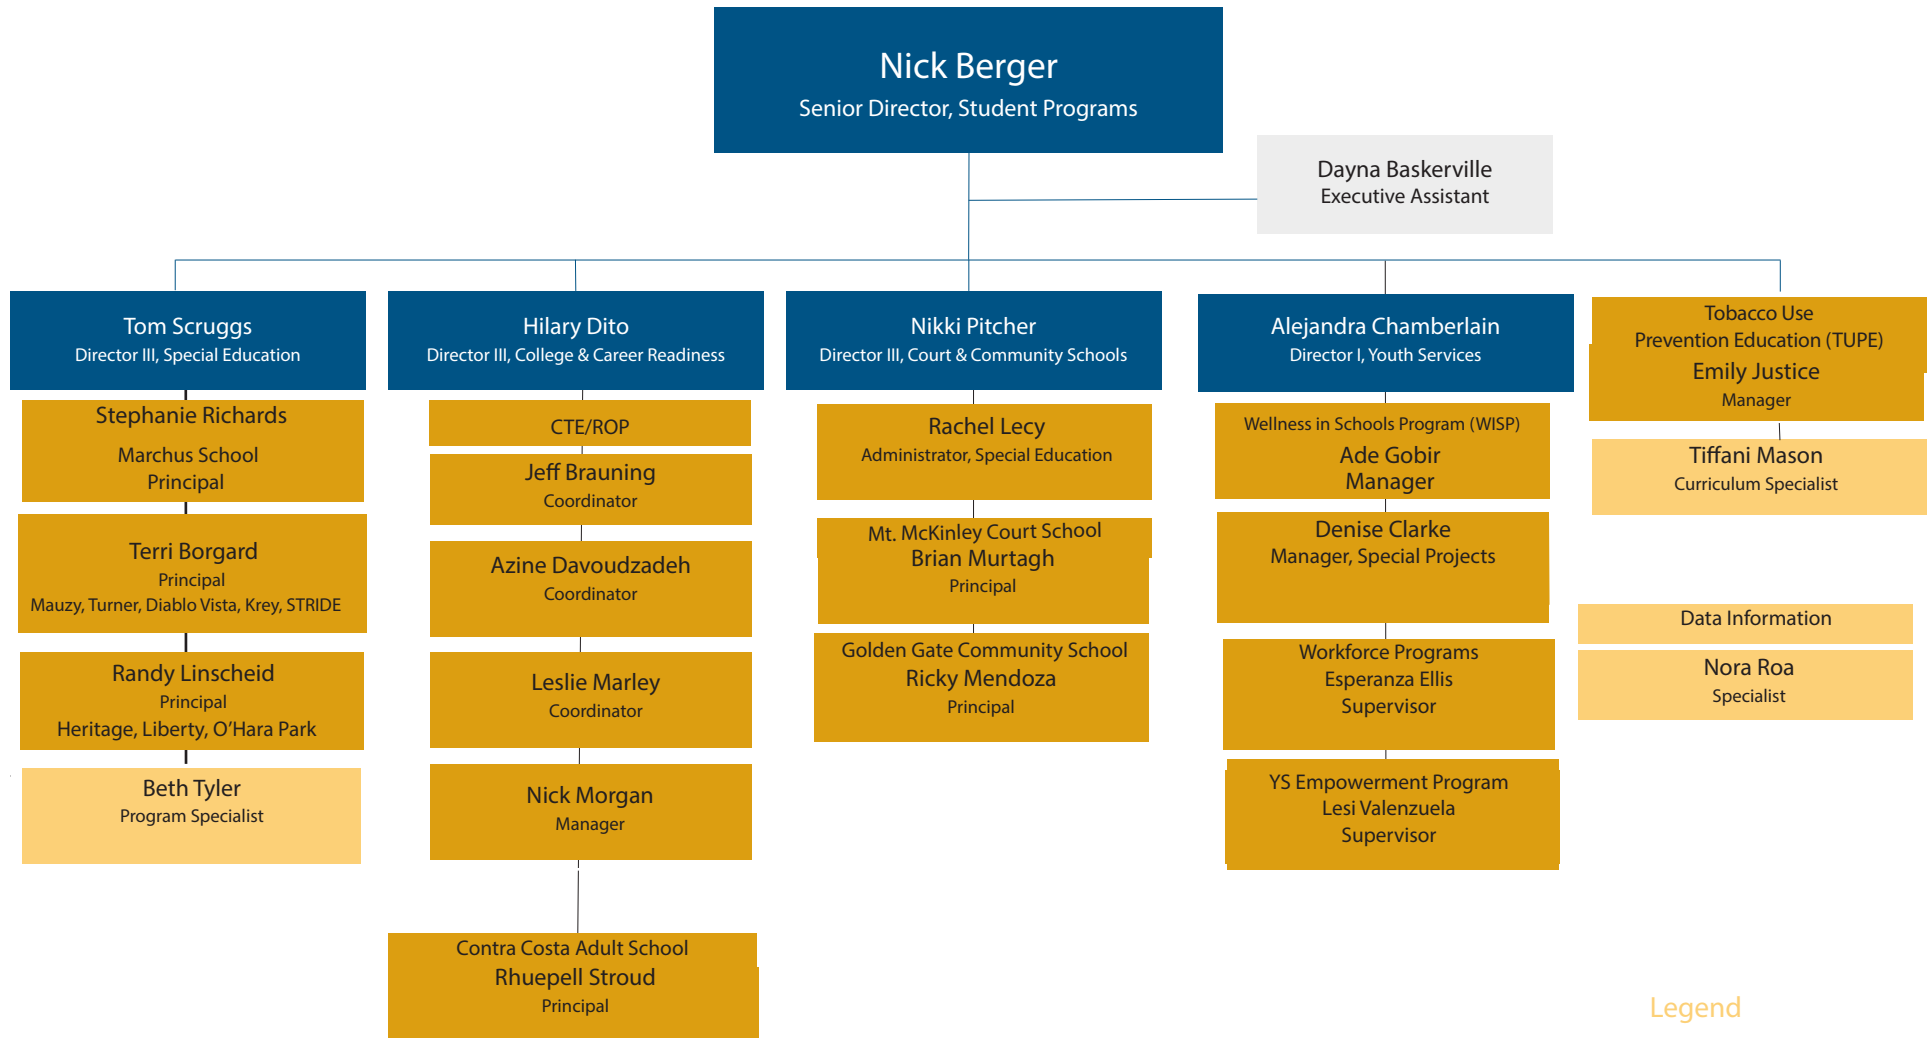 Nick Berger
Senior Director, Student Programs
Dayna Baskerville
Executive Assistant
Tom Scruggs
Director III, Special Education
Stephanie Richards
Marchus School
Principal
Terri Borgard
Principal
Mauzy, Turner, Diablo Vista, Krey, STRIDE
Randy Linscheid
Principal
Heritage, Liberty, O’Hara Park
Beth Tyler
Program Specialist
Hilary Dito
Director III, College & Career Readiness
CTE/ROP
Jeff Brauning
Coordinator
Azine Davoudzadeh
Coordinator
Leslie Marley
Coordinator
Nick Morgan
Manager
Contra Costa Adult School
Rhuepell Stroud
Principal
Nikki Pitcher
Director III, Court & Community Schools
Rachel Lecy
Administrator, Special Education
Mt. McKinley Court School
Brian Murtagh
Principal
Golden Gate Community School
Ricky Mendoza
Principal
Alejandra Chamberlain
Director I, Youth Services
Wellness in Schools Program (WISP)
Ade Gobir
Manager
Denise Clarke
Manager, Special Projects
Workforce Programs
Esperanza Ellis
Supervisor
YS Empowerment Program
Lesi Valenzuela
Supervisor
Tobacco Use
Prevention Education (TUPE)
Emily Justice
Manager
Tiffani Mason
Curriculum Specialist
Data Information
Nora Roa
Specialist
Legend